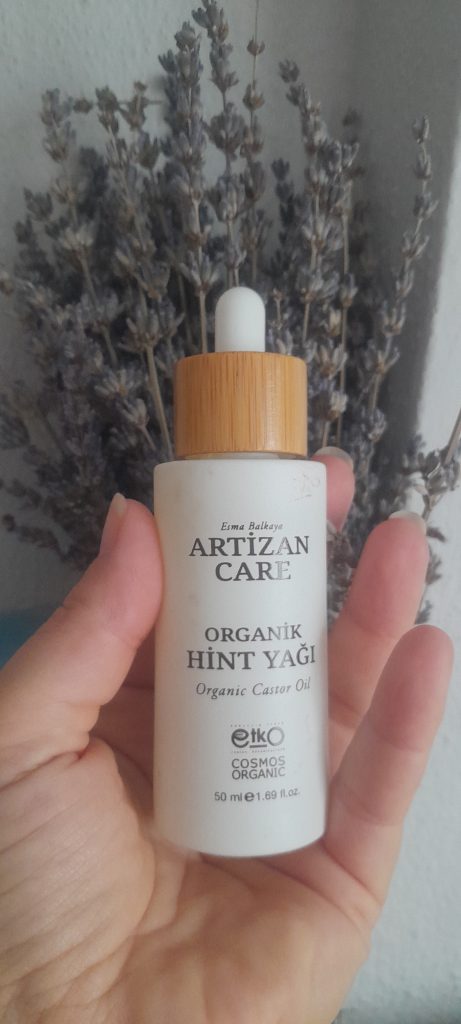 Esma Balkaya
ARTİZAN
CARE
ORGANİK
HİNT YAĞI
Organic Castor Oil
etko
COSMOS
ORGANIC
50 ml ℮ 1.69 fl.oz.